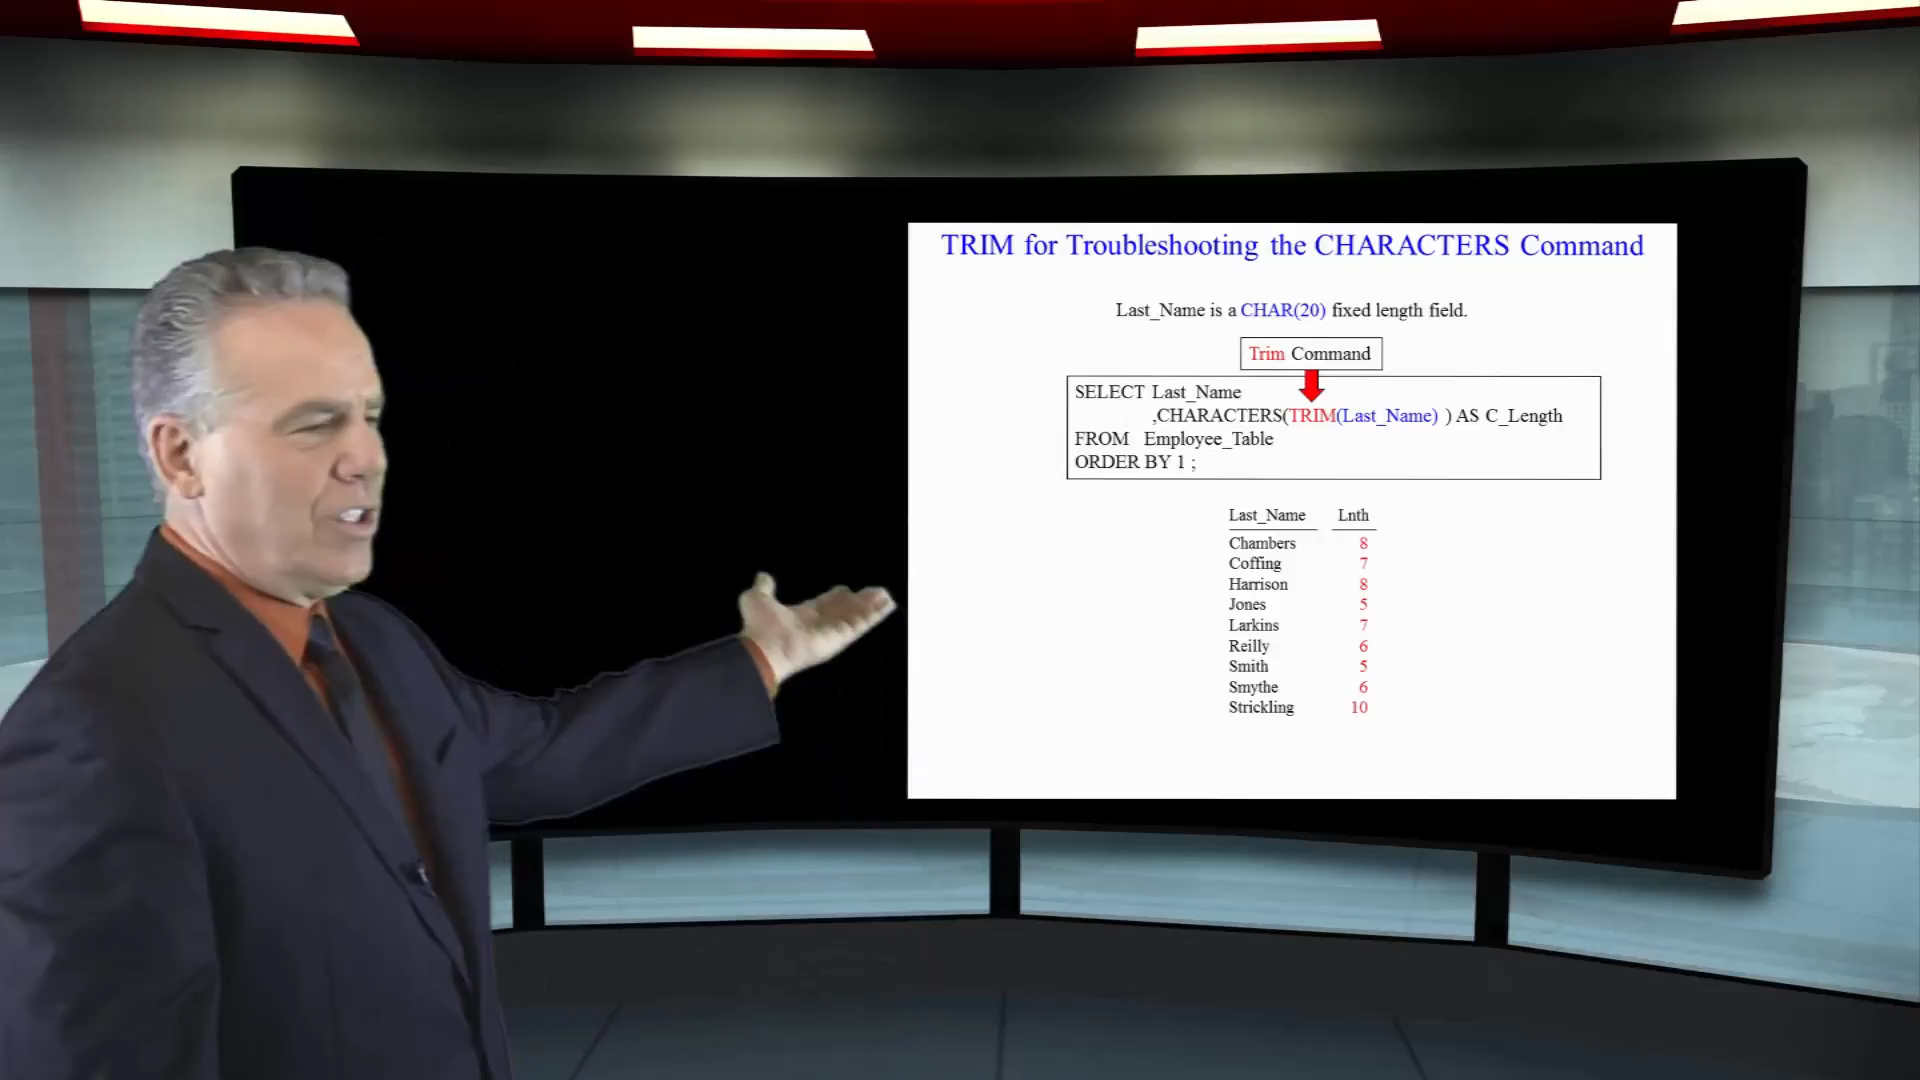 TRIM for Troubleshooting the CHARACTERS Command
Last_Name is a CHAR(20) fixed length field.
Trim Command
SELECT Last_Name
,CHARACTERS(TRIM(Last_Name) ) AS C_Length
FROM Employee_Table
ORDER BY 1 ;
Last_Name Lnth
Chambers 8
Coffing 7
Harrison 8
Jones 5
Larkins 7
Reilly 6
Smith 5
Smythe 6
Strickling 10